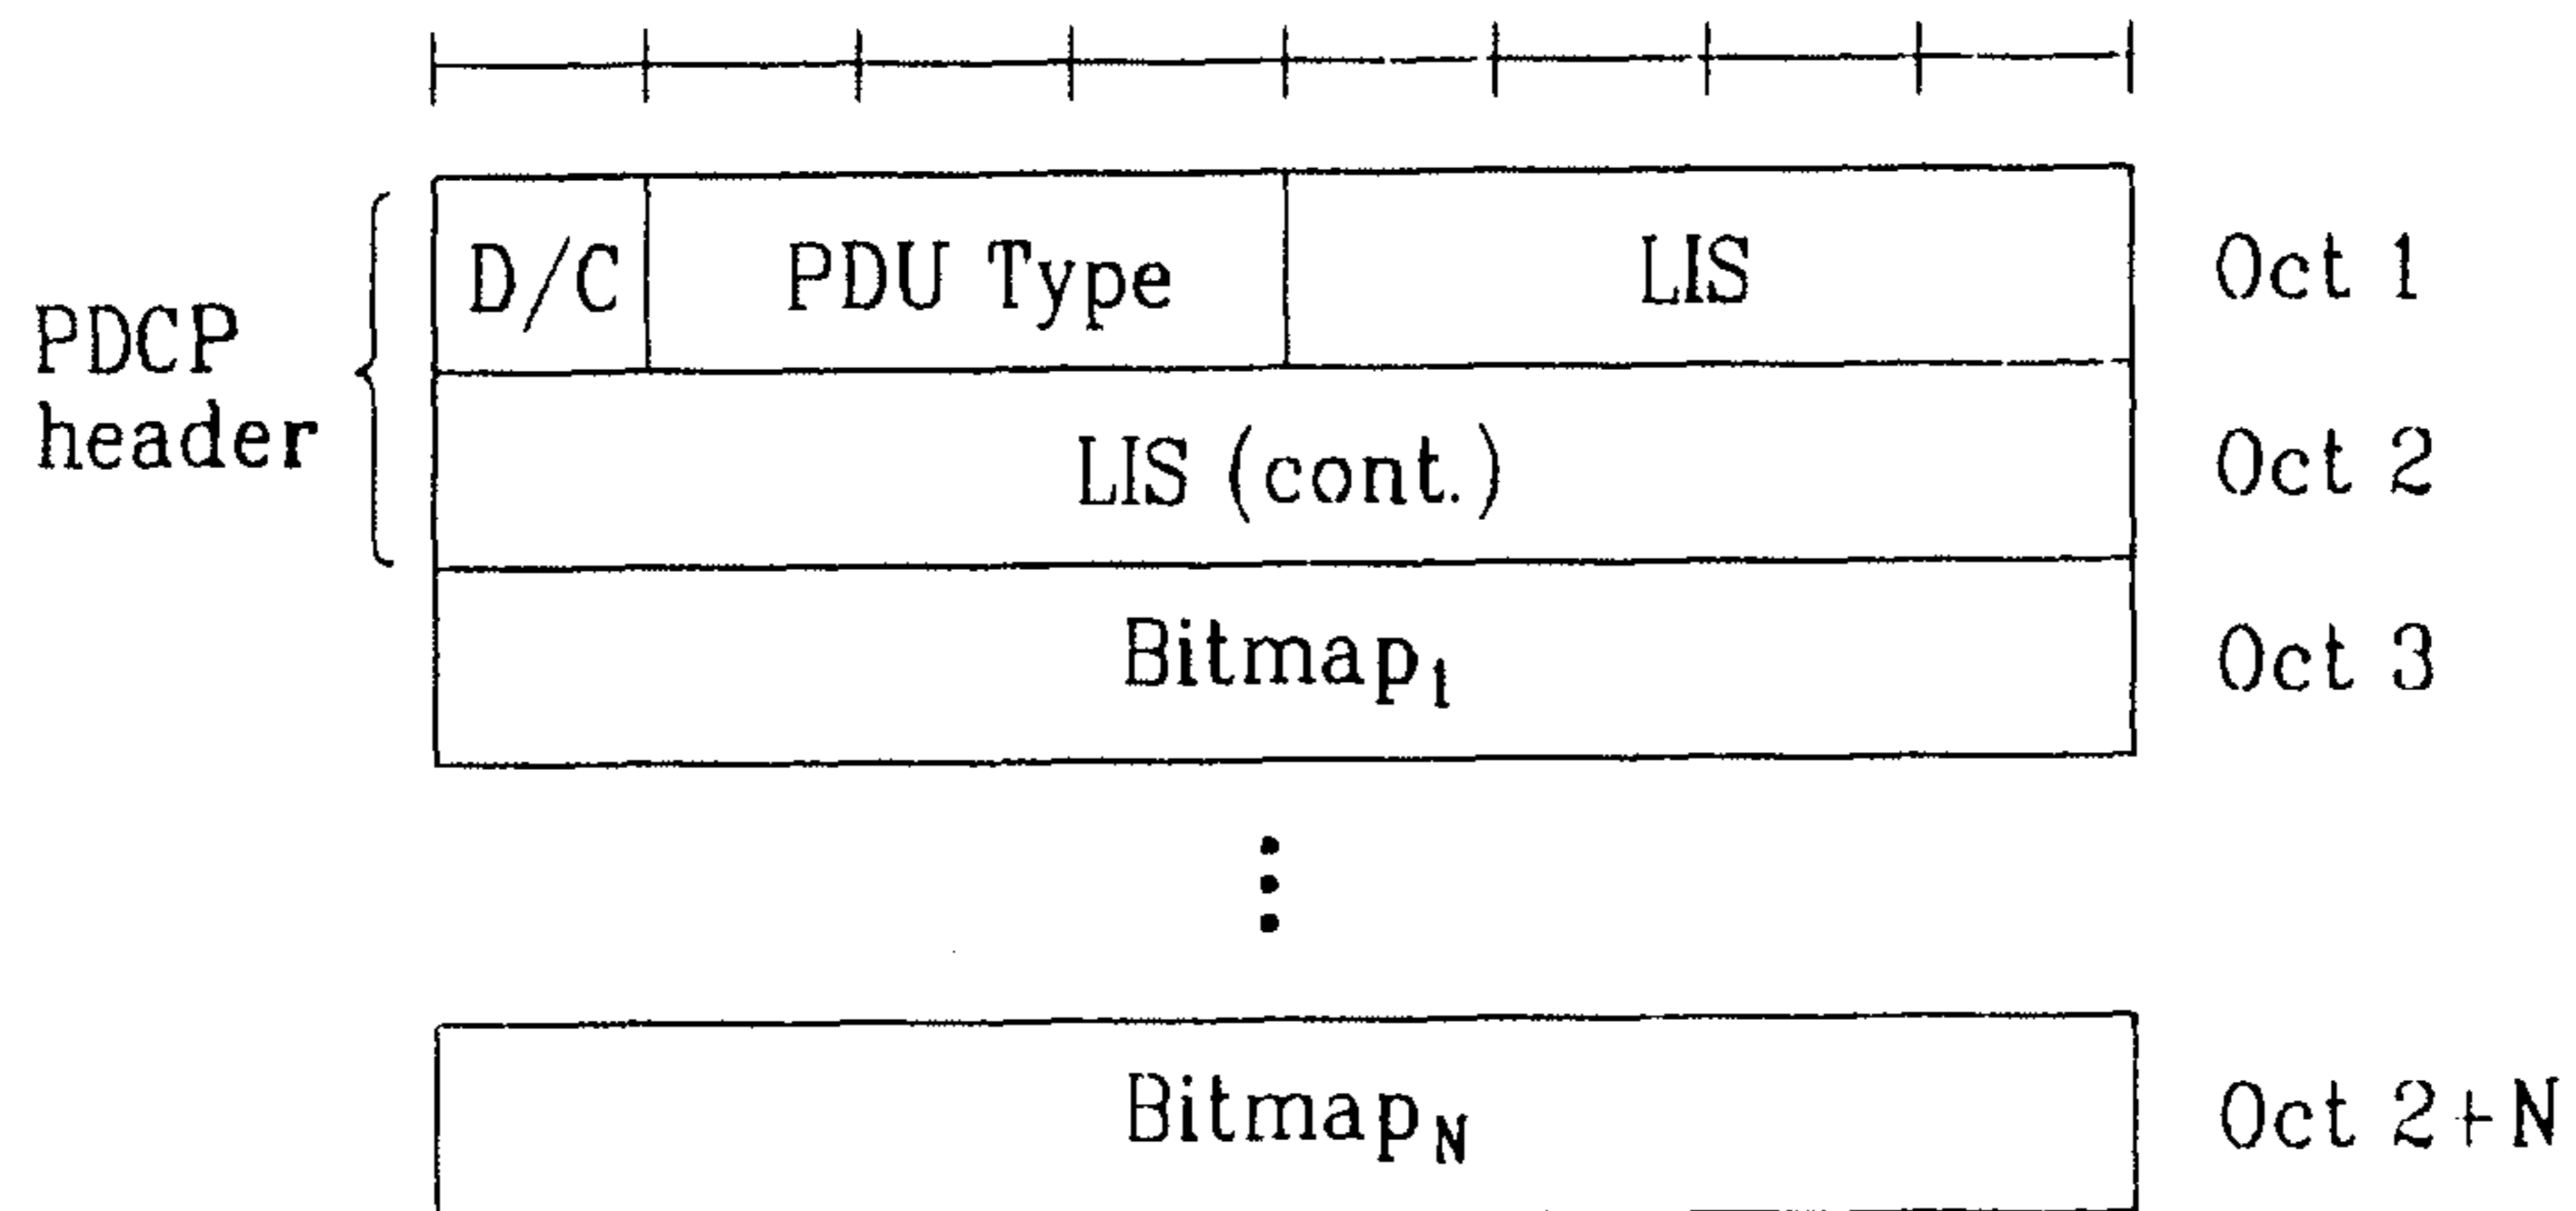 D/C PDU Type LIS Oct 1
PDCP header
LIS (cont.) Oct 2
Bitmap1 Oct 3
BitmapN Oct 2+N